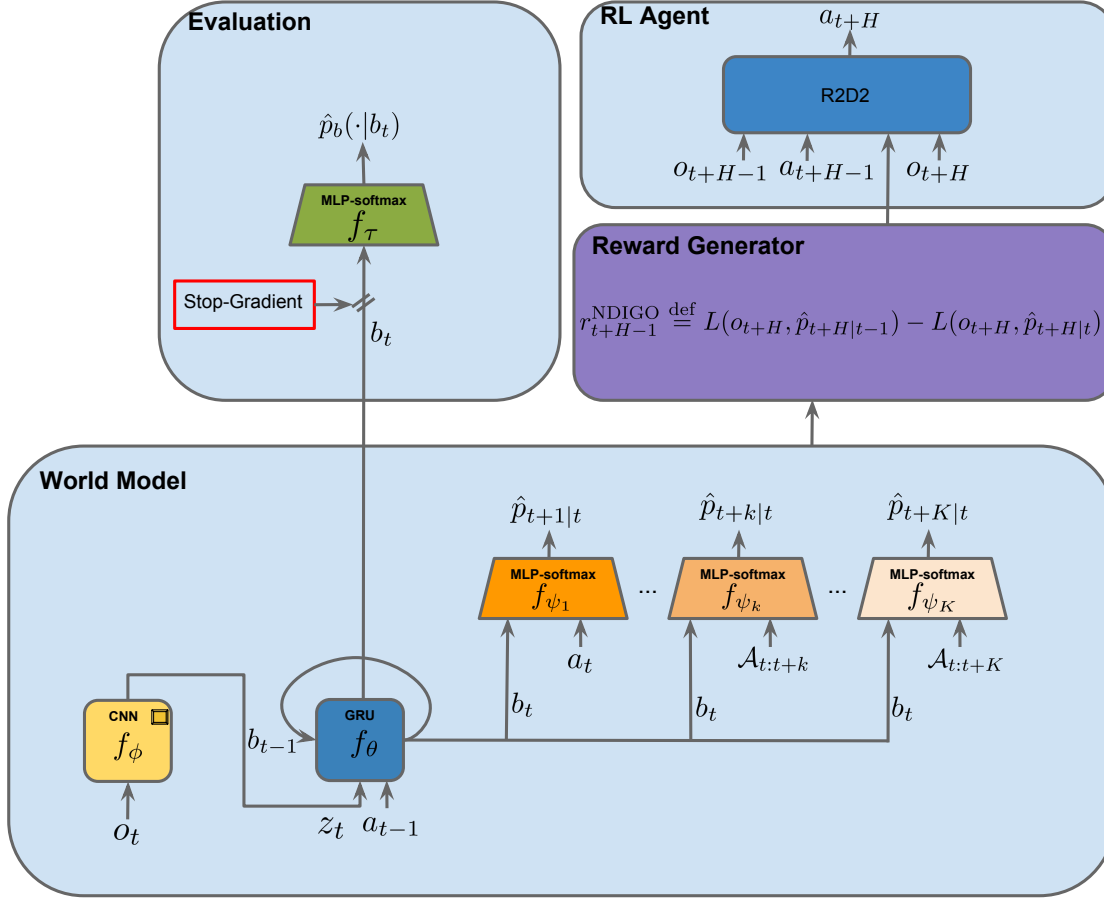 Evaluation
p̂_b(·|b_t)
MLP-softmax
f_τ
Stop-Gradient
b_t
RL Agent
a_{t+H}
R2D2
o_{t+H−1} a_{t+H−1} o_{t+H}
Reward Generator
r^{NDIGO}_{t+H−1} \overset{def}{=} L(o_{t+H}, p̂_{t+H|t−1}) − L(o_{t+H}, p̂_{t+H|t})
World Model
p̂_{t+1|t} p̂_{t+k|t} p̂_{t+K|t}
MLP-softmax MLP-softmax MLP-softmax
f_{ψ_1} ... f_{ψ_k} ... f_{ψ_K}
a_t A_{t:t+k} A_{t:t+K}
b_t b_t b_t
CNN GRU
f_ϕ b_{t−1} f_θ
o_t z_t a_{t−1}